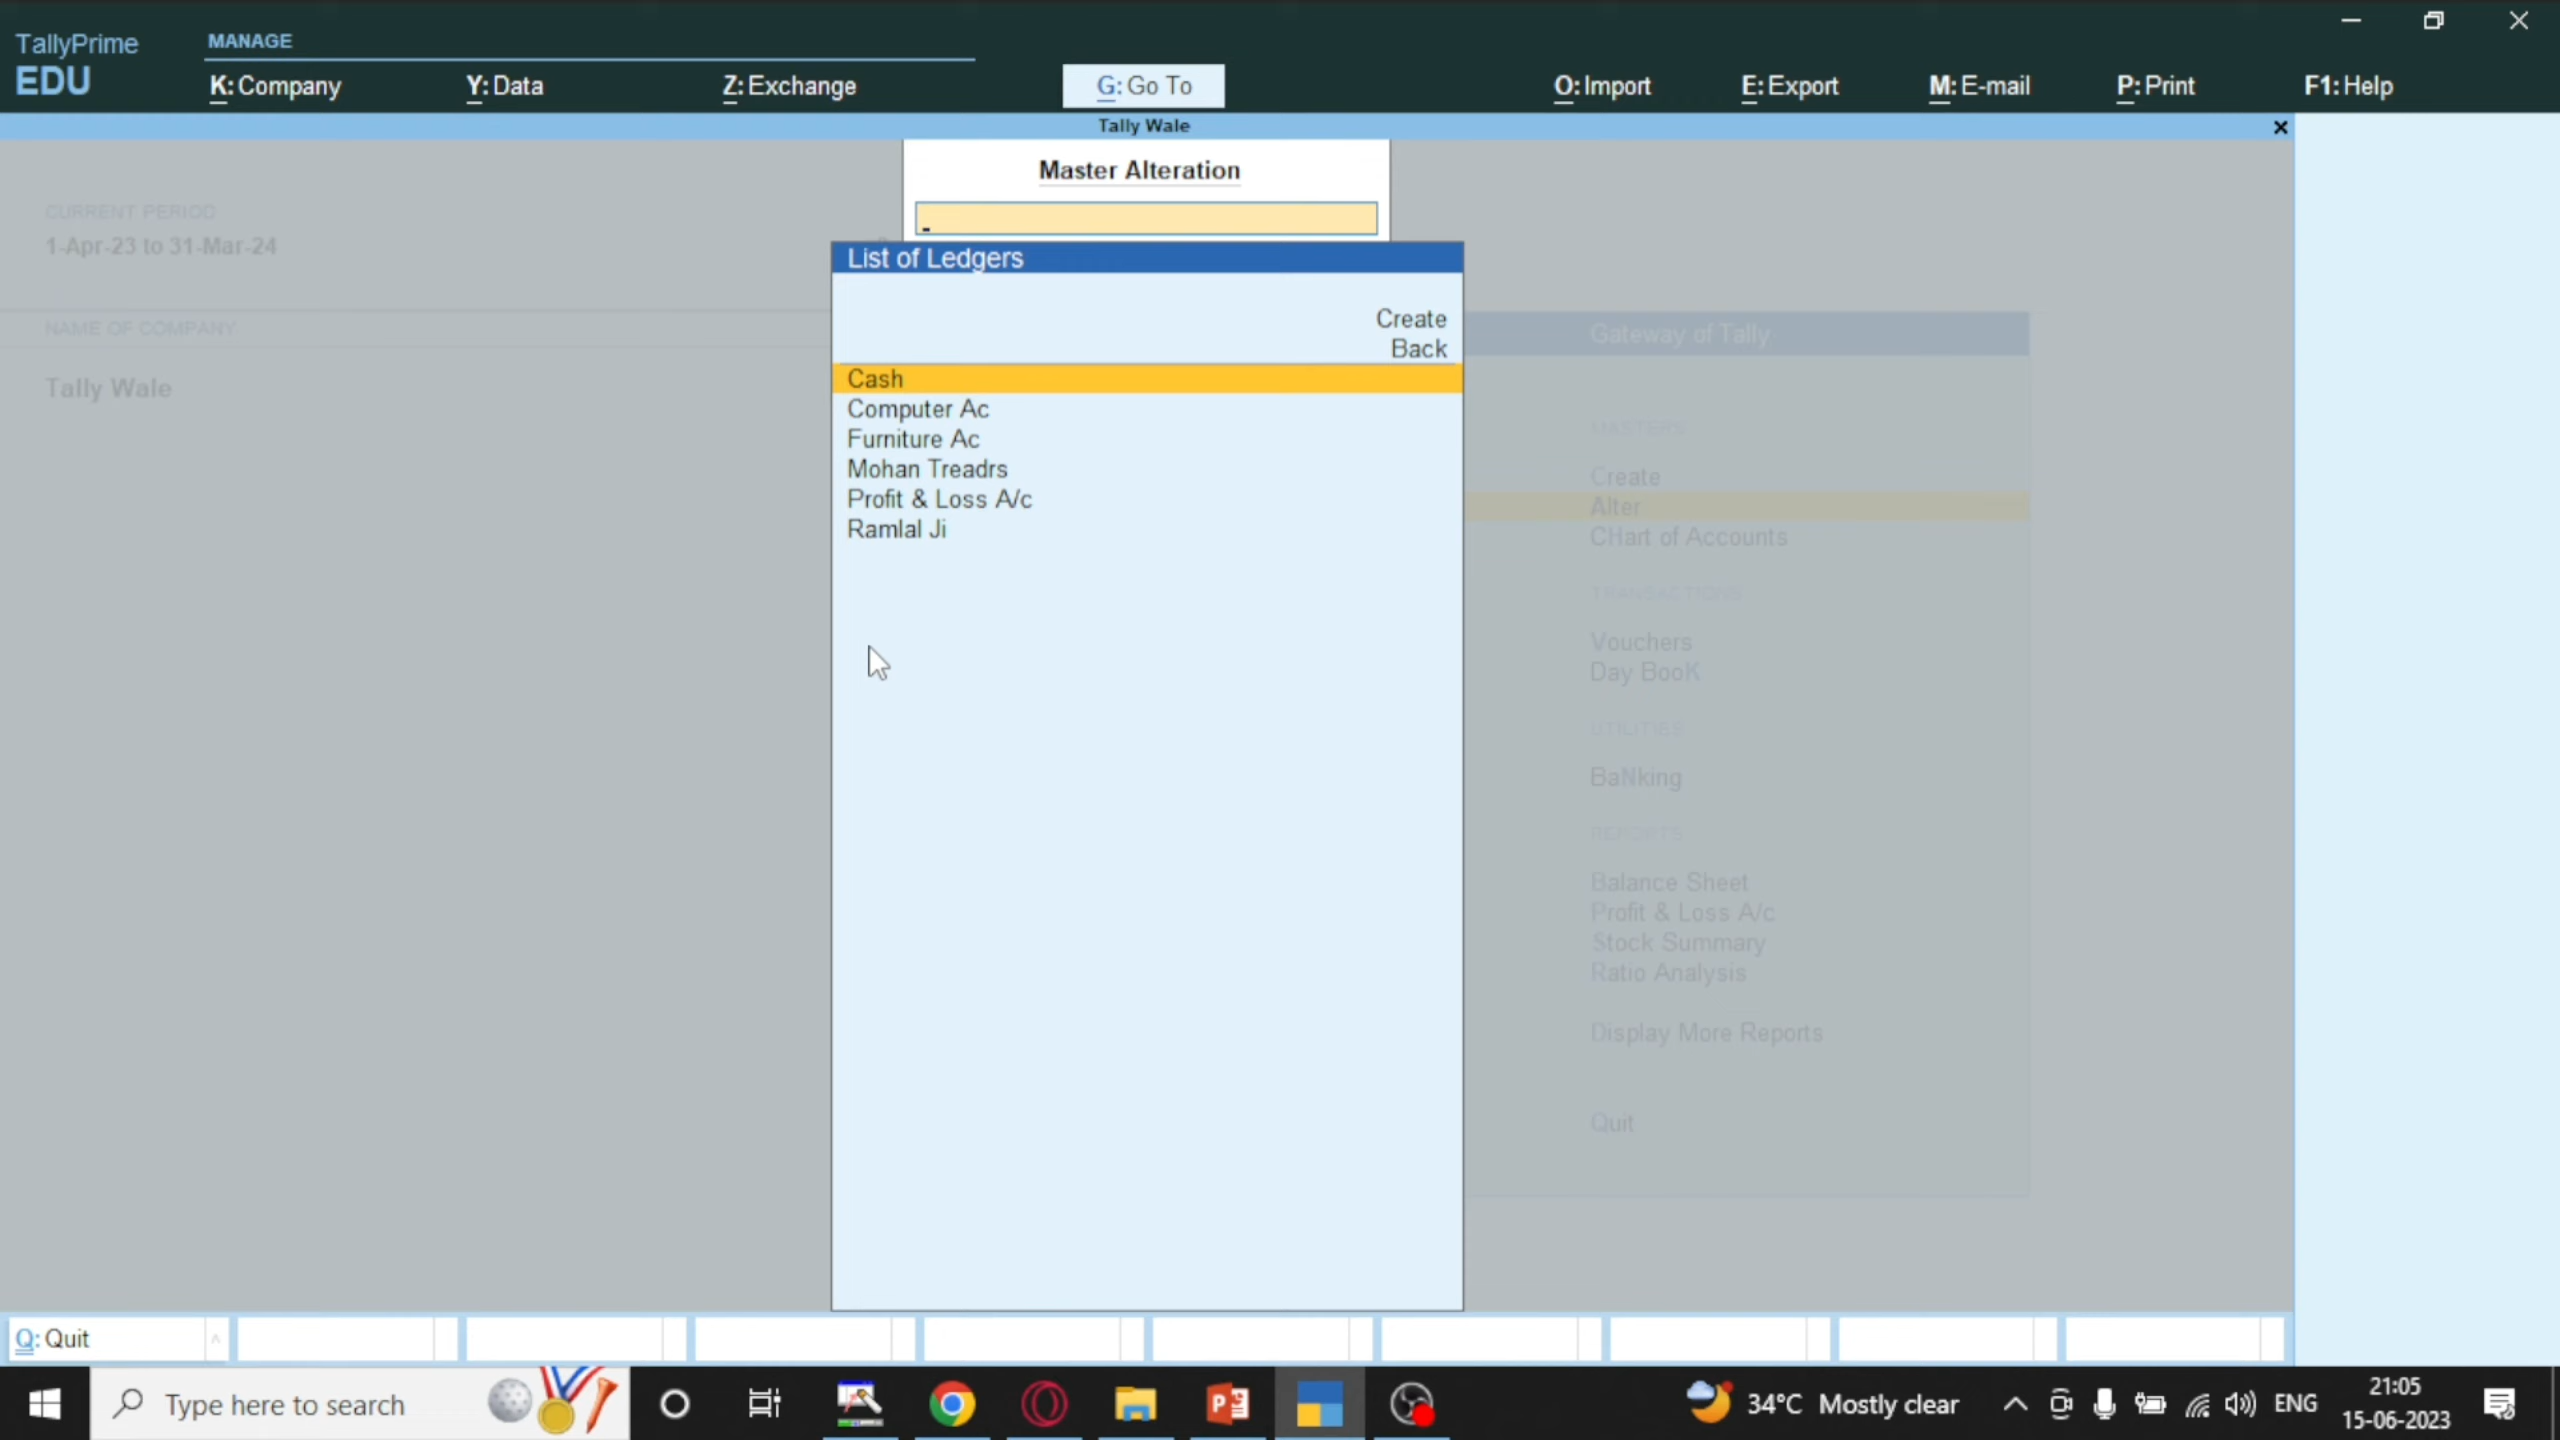 TallyPrime
EDU
MANAGE
K: Company
Y: Data
Z: Exchange
G: Go To
O: Import
E: Export
M: E-mail
P: Print
F1: Help
Tally Wale
Master Alteration
CURRENT PERIOD
1-Apr-23 to 31-Mar-24
NAME OF COMPANY
Tally Wale
List of Ledgers
Create
Back
Cash
Computer Ac
Furniture Ac
Mohan Treadrs
Profit & Loss A/c
Ramlal Ji
Gateway of Tally
MASTERS
Create
Alter
CHart of Accounts
TRANSACTIONS
Vouchers
Day BooK
UTILITIES
BaNking
REPORTS
Balance Sheet
Profit & Loss A/c
Stock Summary
Ratio Analysis
Display More Reports
Quit
Q: Quit
Type here to search
34°C Mostly clear
ENG
21:05
15-06-2023